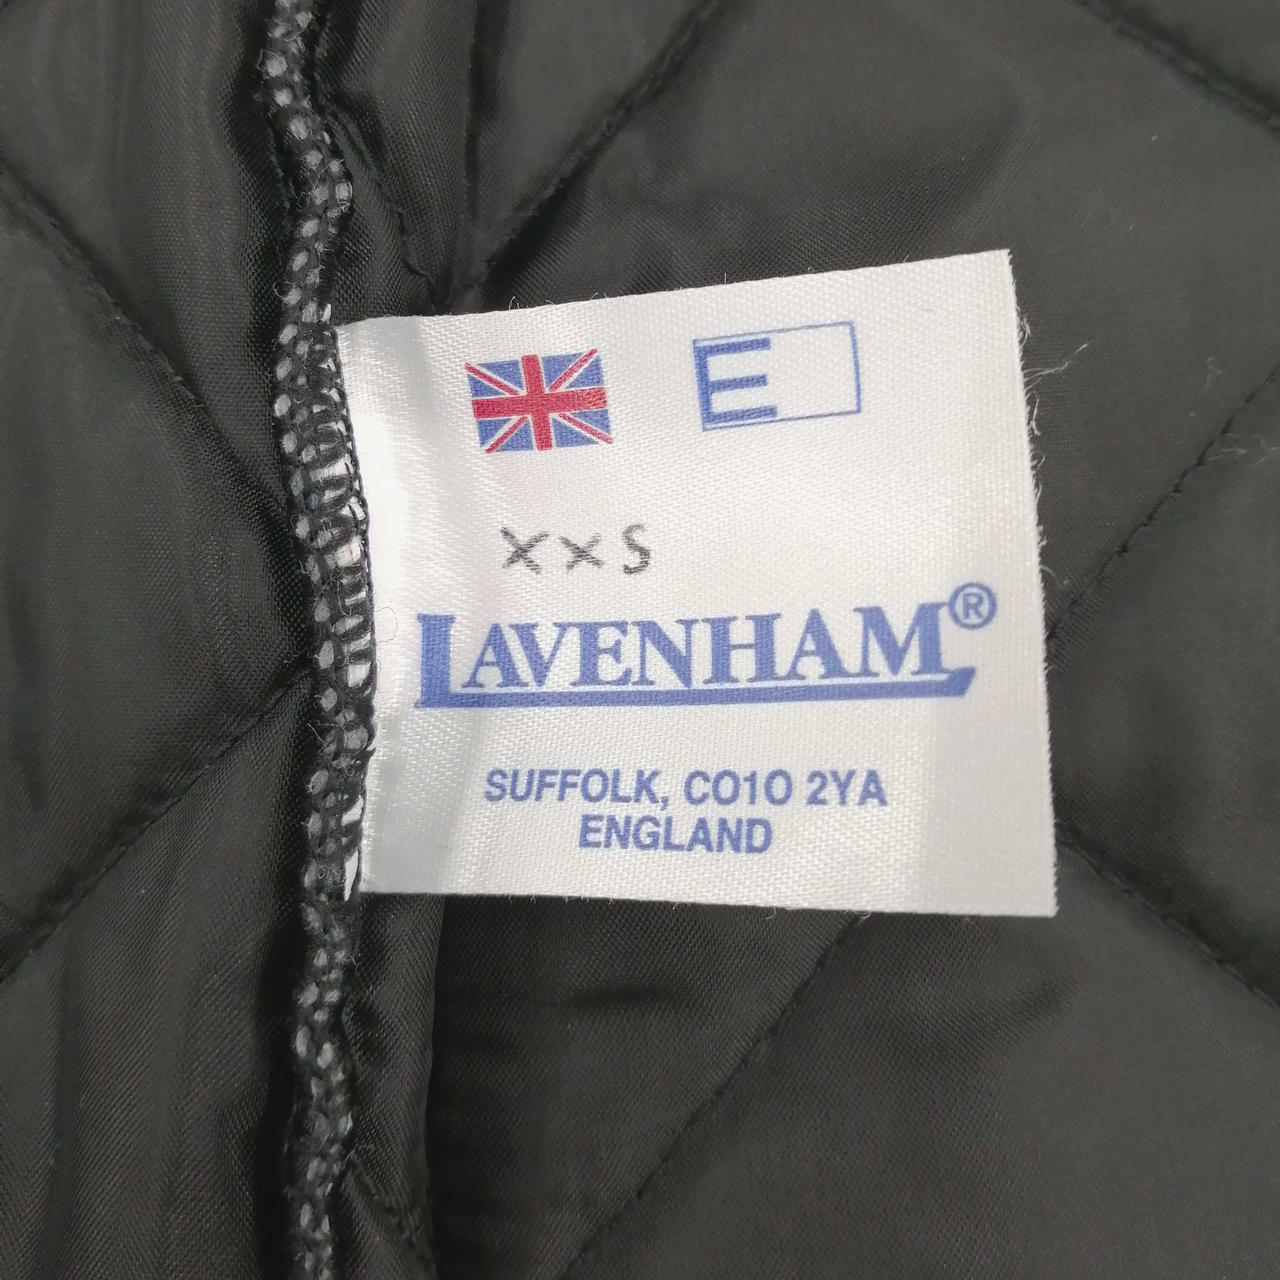 E
XXS
LAVENHAM®
SUFFOLK, CO10 2YA
ENGLAND